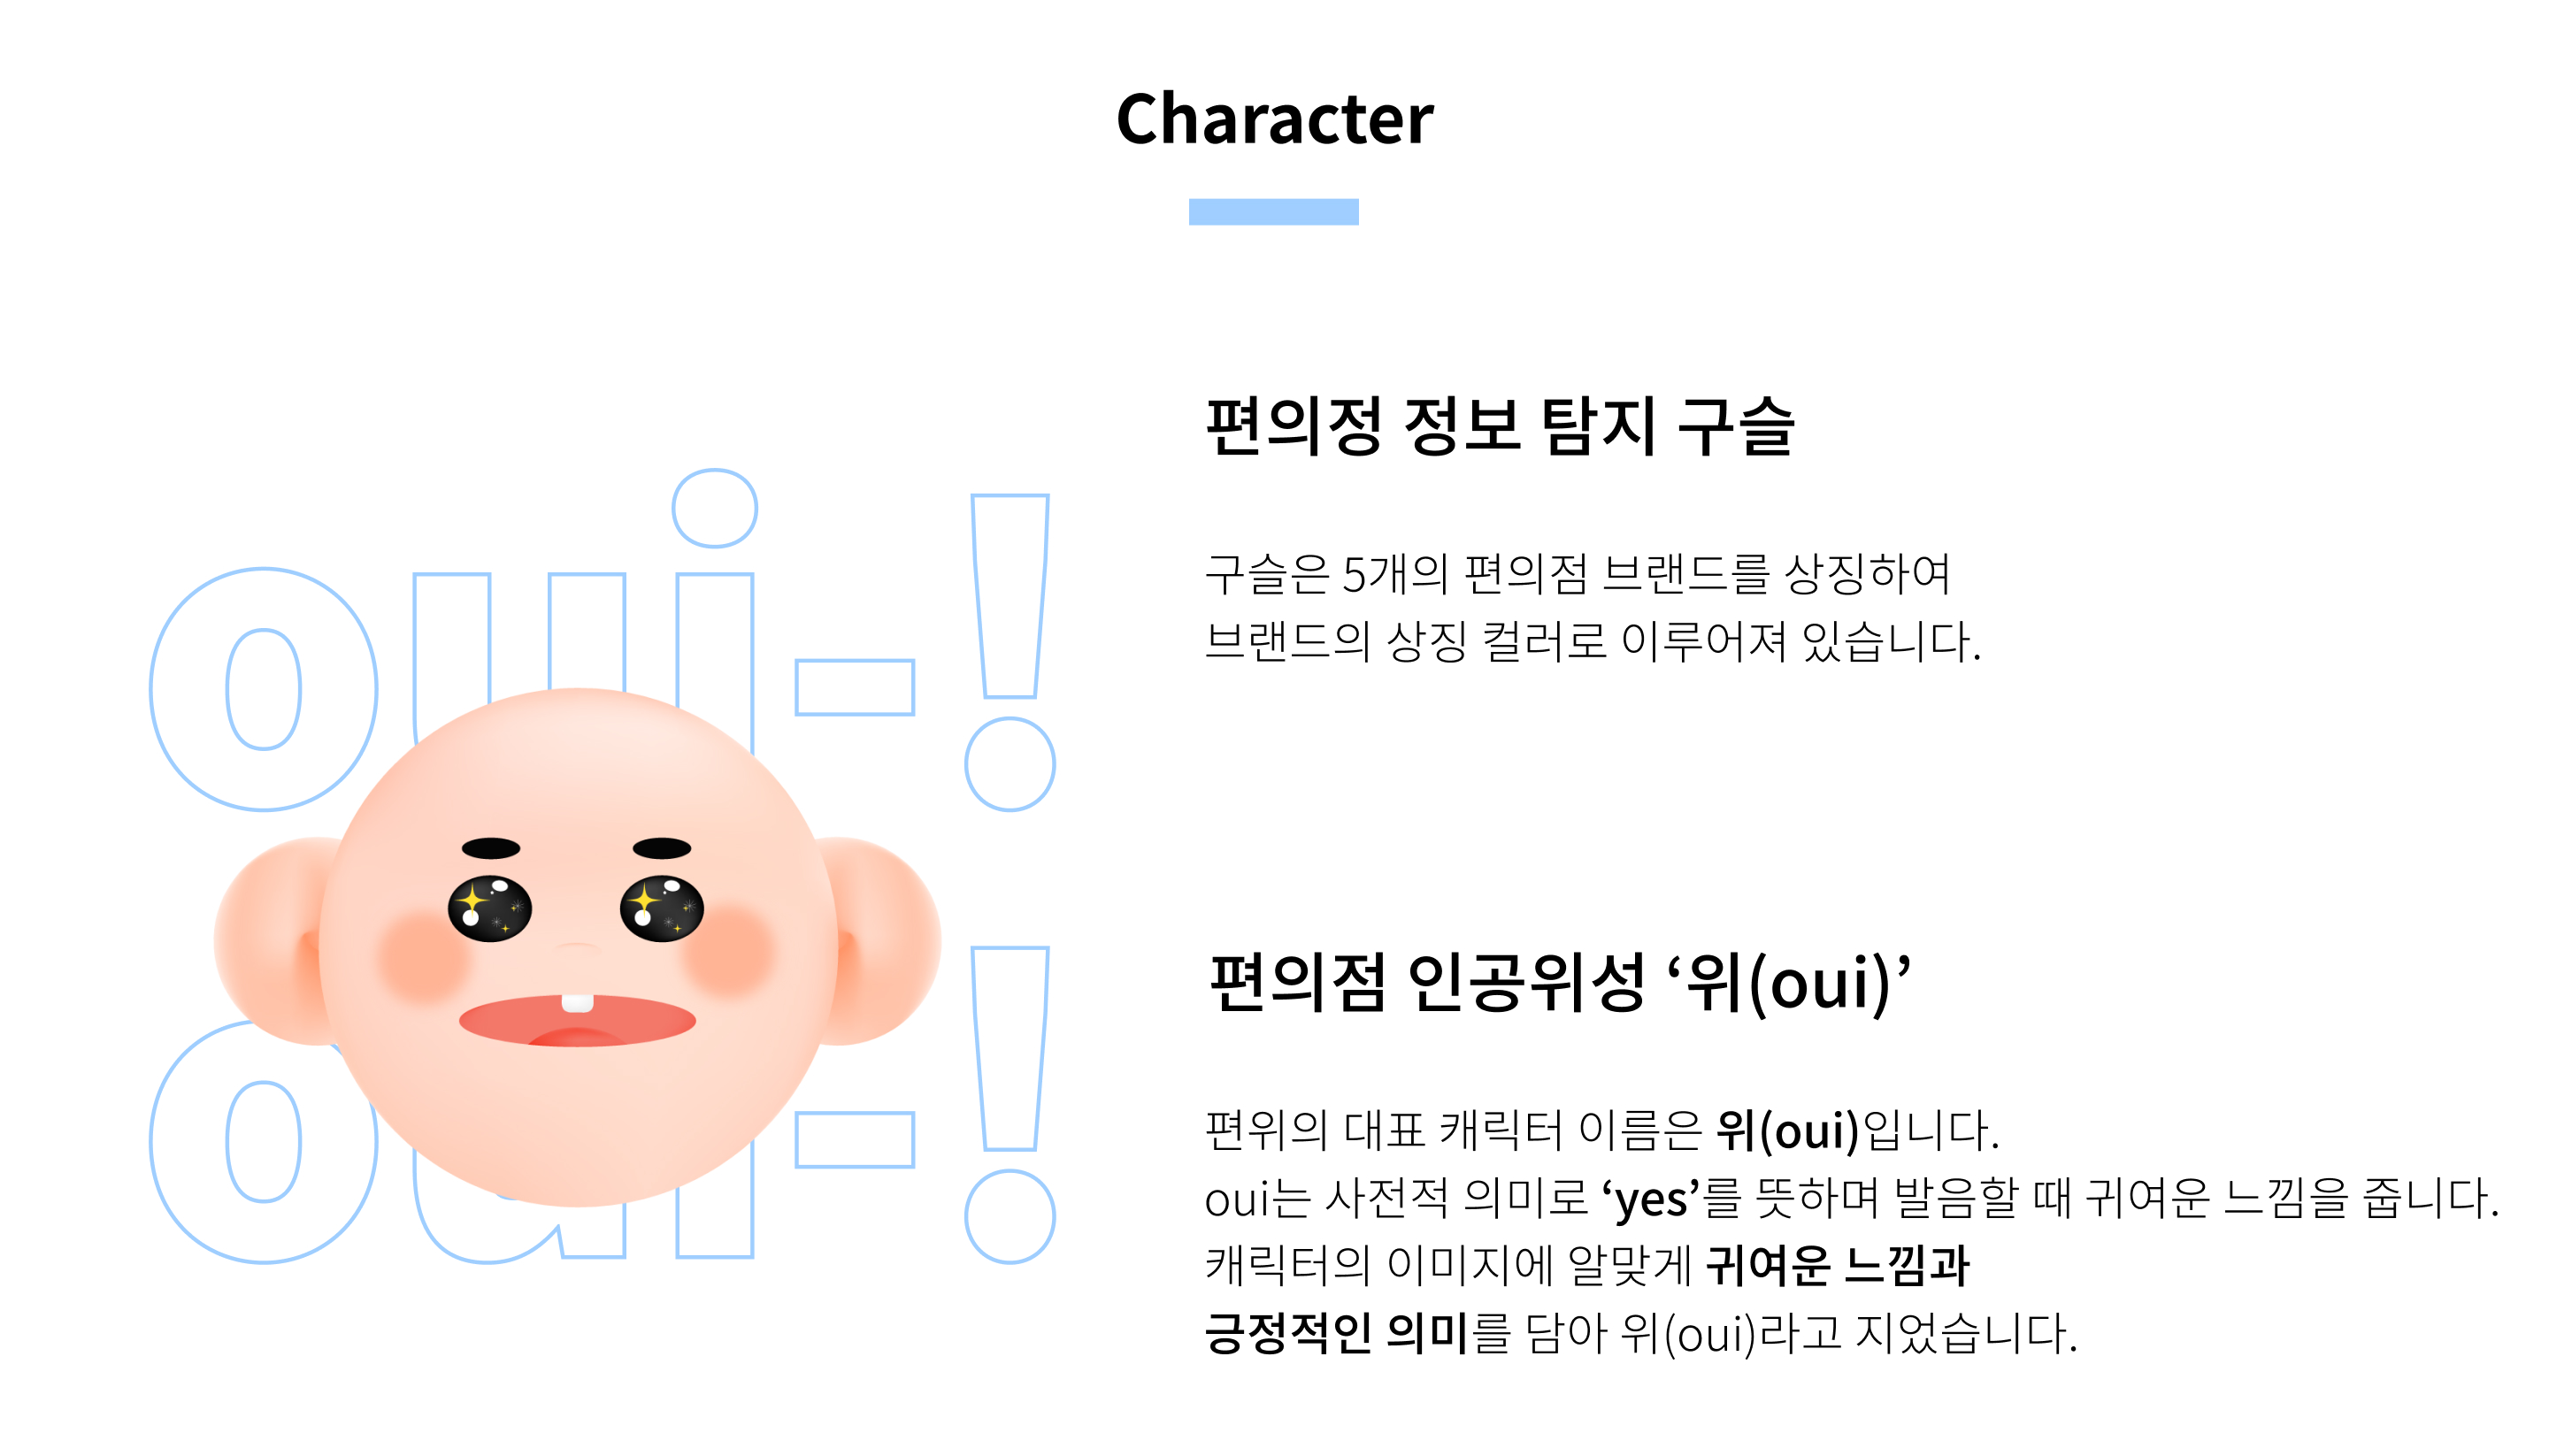 Character
oui-!
oui-!
편의정 정보 탐지 구슬
구슬은 5개의 편의점 브랜드를 상징하여
브랜드의 상징 컬러로 이루어져 있습니다.
편의점 인공위성 ‘위(oui)’
편위의 대표 캐릭터 이름은 위(oui)입니다.
oui는 사전적 의미로 ‘yes’를 뜻하며 발음할 때 귀여운 느낌을 줍니다.
캐릭터의 이미지에 알맞게 귀여운 느낌과
긍정적인 의미를 담아 위(oui)라고 지었습니다.